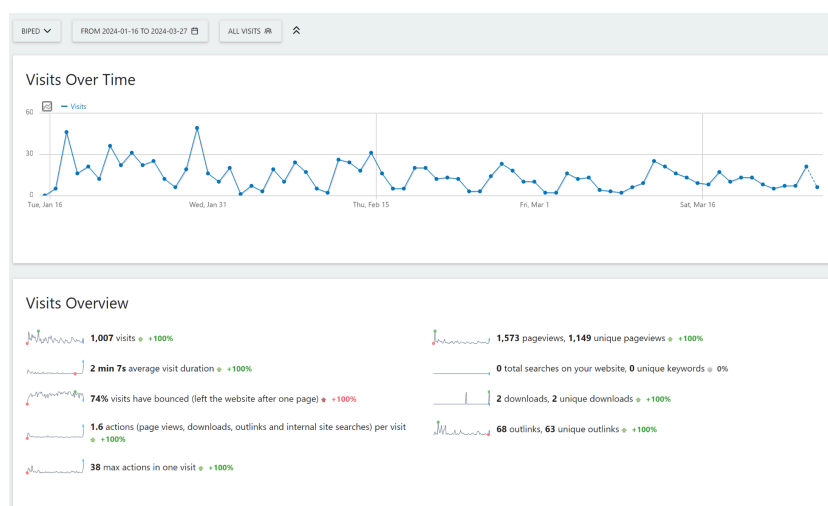 BIPED
FROM 2024-01-16 TO 2024-03-27
ALL VISITS
Visits Over Time
Visits
60
30
0
Tue, Jan 16
Wed, Jan 31
Thu, Feb 15
Fri, Mar 1
Sat, Mar 16
Visits Overview
1,007 visits +100%
2 min 7s average visit duration +100%
74% visits have bounced (left the website after one page) +100%
1.6 actions (page views, downloads, outlinks and internal site searches) per visit
+100%
38 max actions in one visit +100%
1,573 pageviews, 1,149 unique pageviews +100%
0 total searches on your website, 0 unique keywords 0%
2 downloads, 2 unique downloads +100%
68 outlinks, 63 unique outlinks +100%